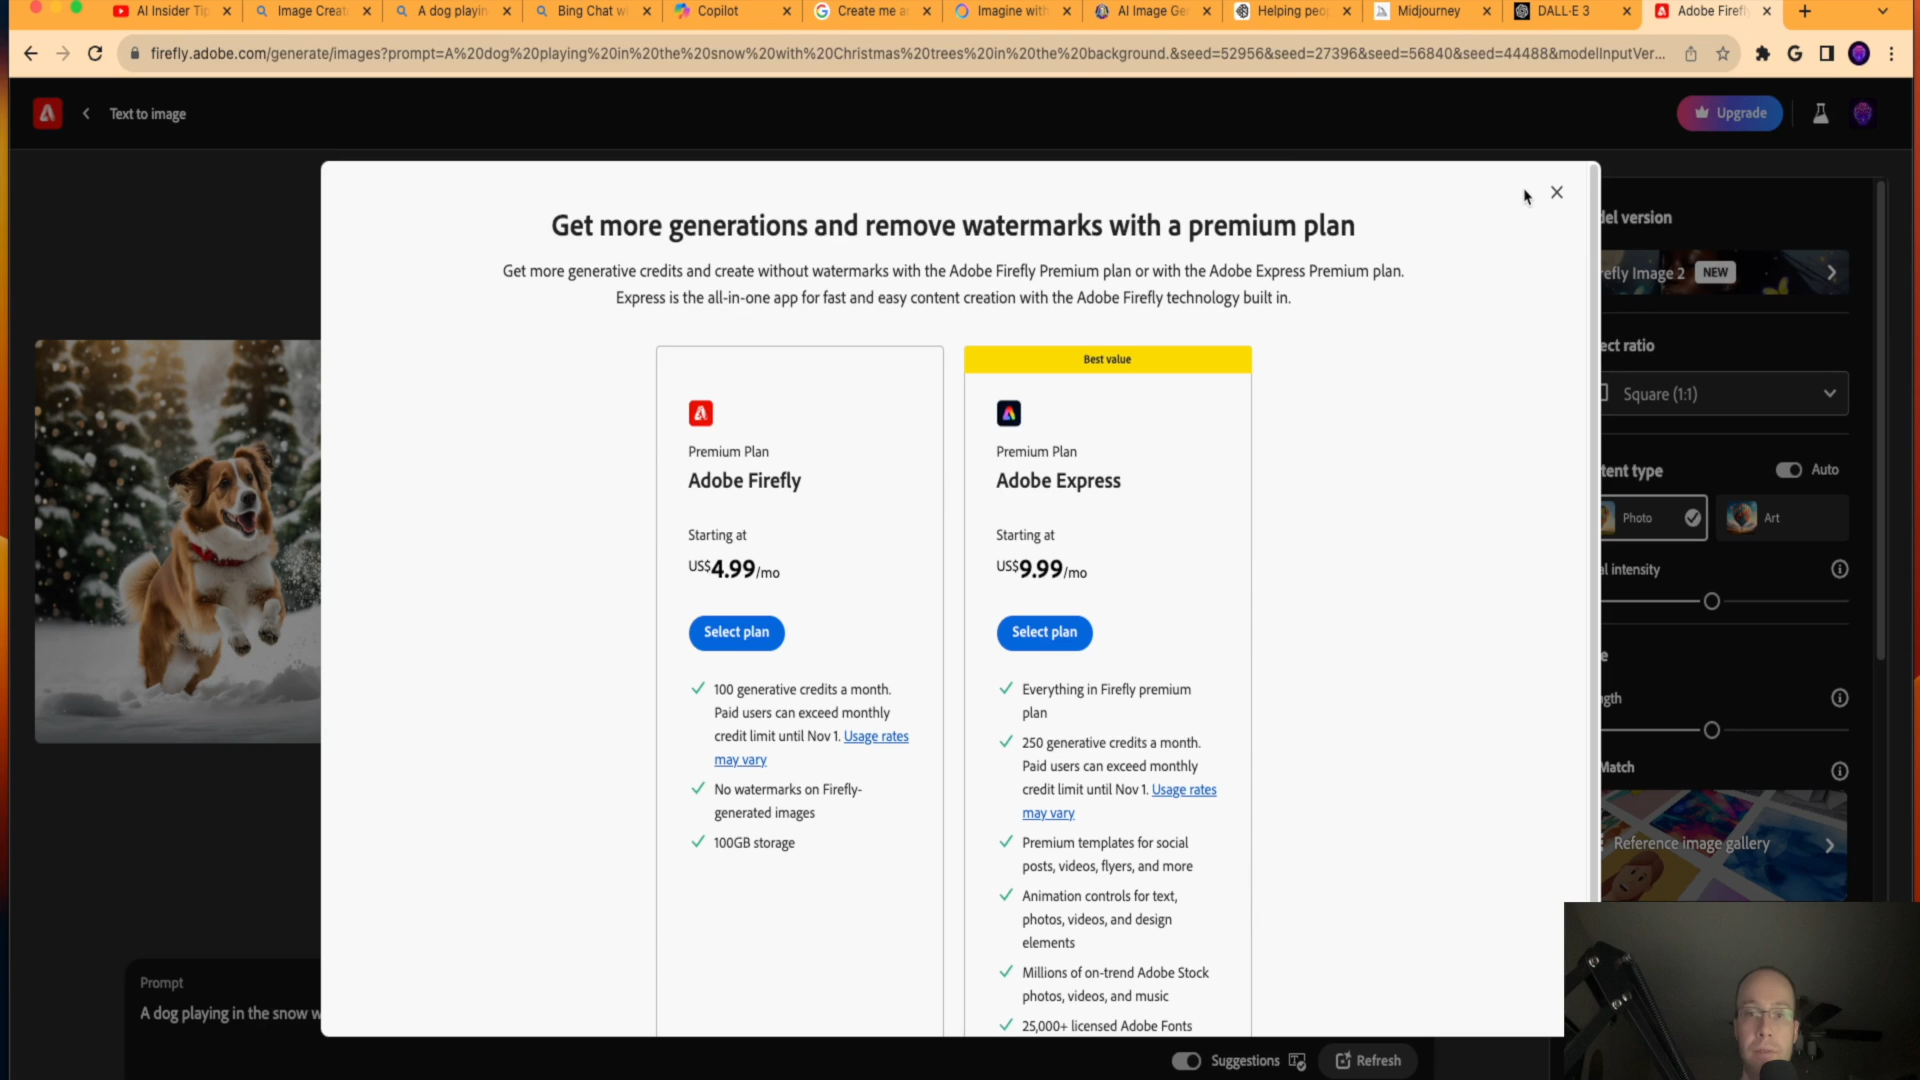 AI Insider Tip
Image Creat
A dog playin
Bing Chat w
Copilot
Create me a
Imagine with
AI Image Ge
Helping peo
Midjourney
DALL·E 3
Adobe Firefl
firefly.adobe.com/generate/images?prompt=A%20dog%20playing%20in%20the%20snow%20with%20Christmas%20trees%20in%20the%20background.&seed=52956&seed=27396&seed=56840&seed=44488&modelInputVer...
Text to image
Upgrade
Get more generations and remove watermarks with a premium plan
Get more generative credits and create without watermarks with the Adobe Firefly Premium plan or with the Adobe Express Premium plan.
Express is the all-in-one app for fast and easy content creation with the Adobe Firefly technology built in.
Premium Plan
Adobe Firefly
Starting at
US$4.99/mo
Select plan
100 generative credits a month.
Paid users can exceed monthly
credit limit until Nov 1. Usage rates
may vary
No watermarks on Firefly-
generated images
100GB storage
Best value
Premium Plan
Adobe Express
Starting at
US$9.99/mo
Select plan
Everything in Firefly premium
plan
250 generative credits a month.
Paid users can exceed monthly
credit limit until Nov 1. Usage rates
may vary
Premium templates for social
posts, videos, flyers, and more
Animation controls for text,
photos, videos, and design
elements
Millions of on-trend Adobe Stock
photos, videos, and music
25,000+ licensed Adobe Fonts
del version
efly Image 2 NEW
ect ratio
Square (1:1)
tent type
Auto
Photo
Art
al intensity
e
ngth
Match
Reference image gallery
Prompt
A dog playing in the snow w
Suggestions
Refresh